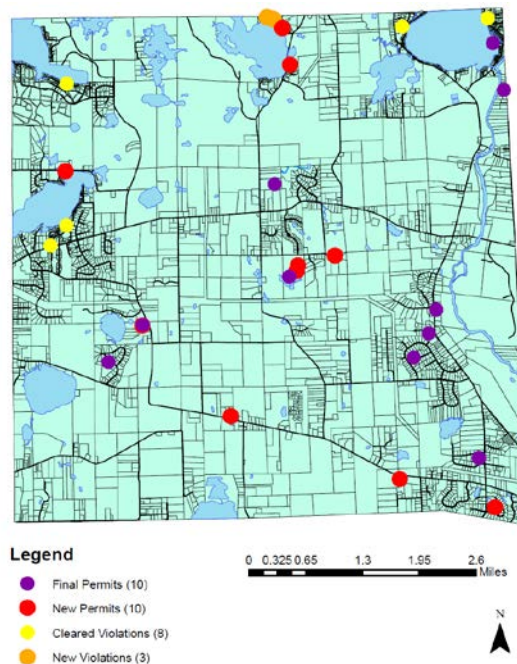 Legend
Final Permits (10)
New Permits (10)
Cleared Violations (8)
New Violations (3)
0 0.325 0.65 1.3 1.95 2.6
Miles
N